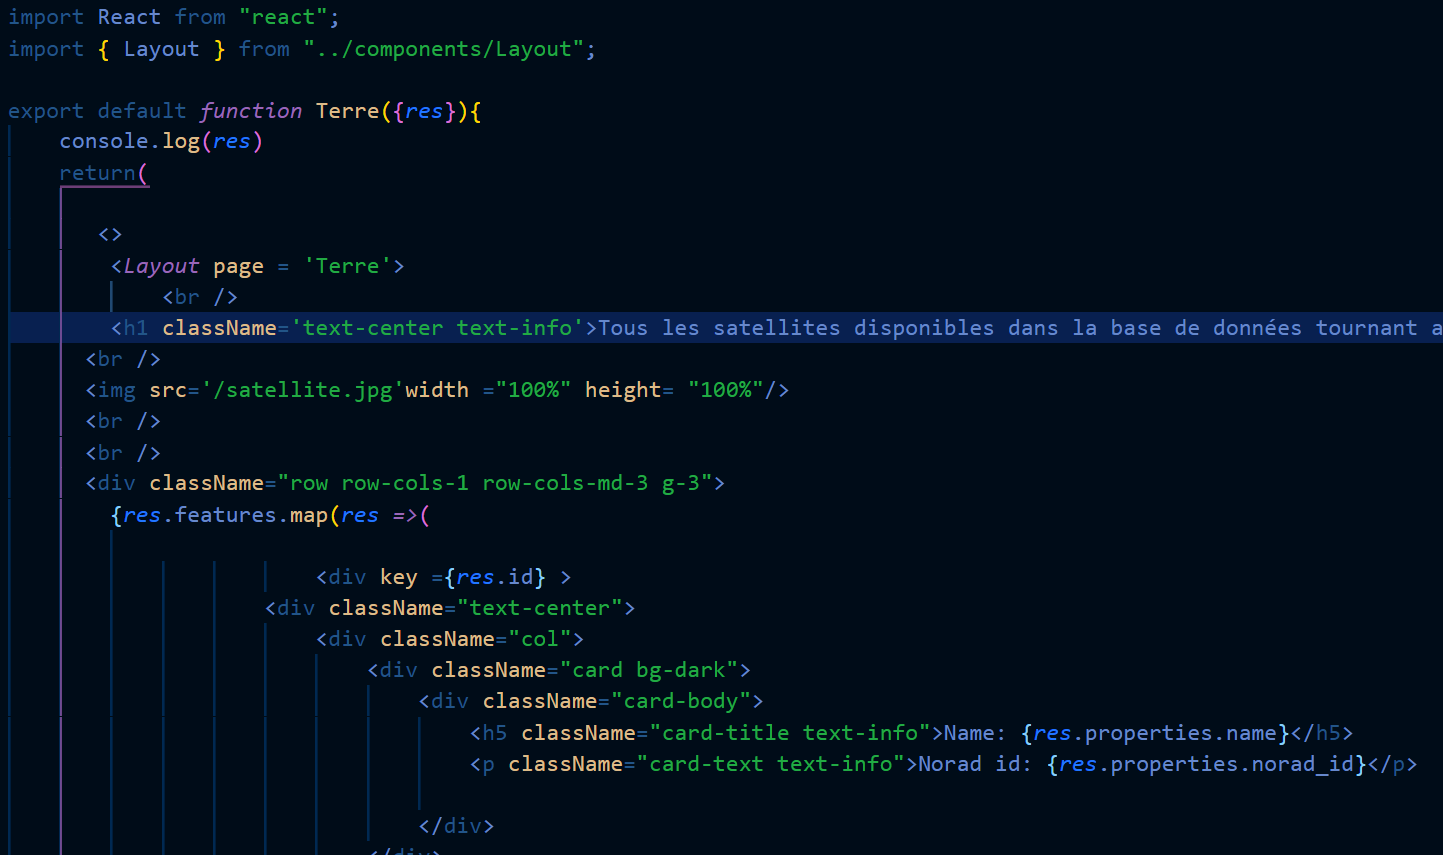 import React from "react";
import { Layout } from "../components/Layout";
export default function Terre({res}){
console.log(res)
return(
<>
<Layout page = 'Terre'>
<br />
<h1 className='text-center text-info'>Tous les satellites disponibles dans la base de données tournant a
<br />
<img src='/satellite.jpg'width ="100%" height= "100%"/>
<br />
<br />
<div className="row row-cols-1 row-cols-md-3 g-3">
{res.features.map(res =>(
<div key ={res.id} >
<div className="text-center">
<div className="col">
<div className="card bg-dark">
<div className="card-body">
<h5 className="card-title text-info">Name: {res.properties.name}</h5>
<p className="card-text text-info">Norad id: {res.properties.norad_id}</p>
</div>
</div>